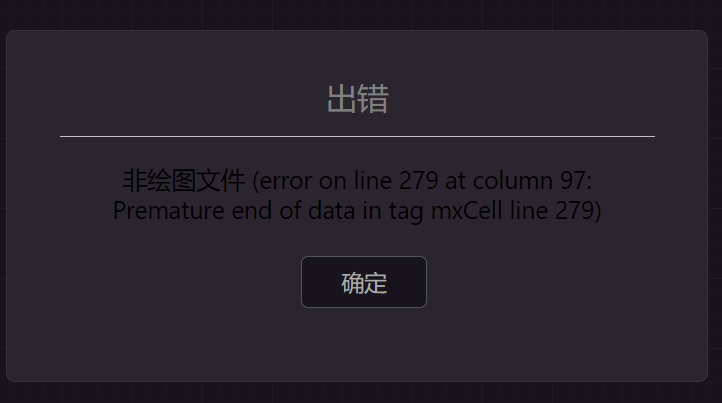 出错
非绘图文件 (error on line 279 at column 97:
Premature end of data in tag mxCell line 279)
确定